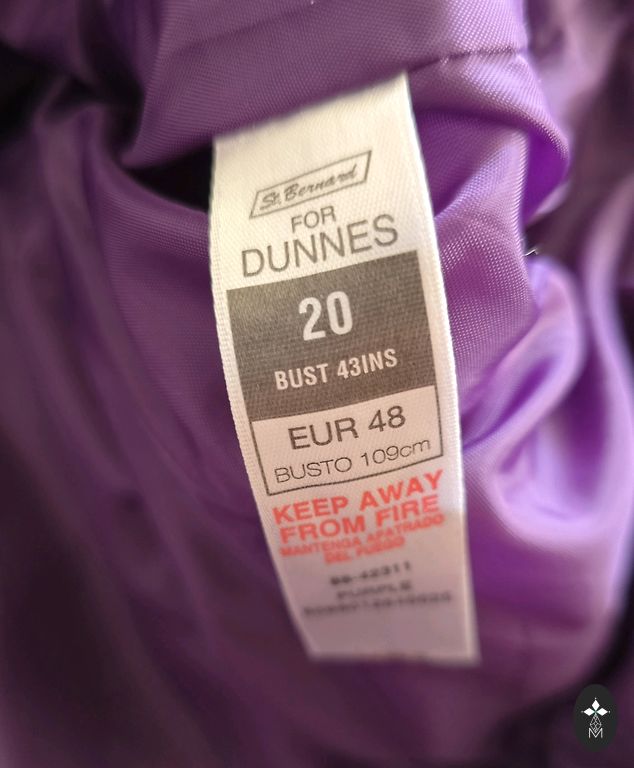 St. Bernard
FOR
DUNNES
20
BUST 43INS
EUR 48
BUSTO 109cm
KEEP AWAY
FROM FIRE
MANTENGA APATRADO
DEL FUEGO
PURPLE
M